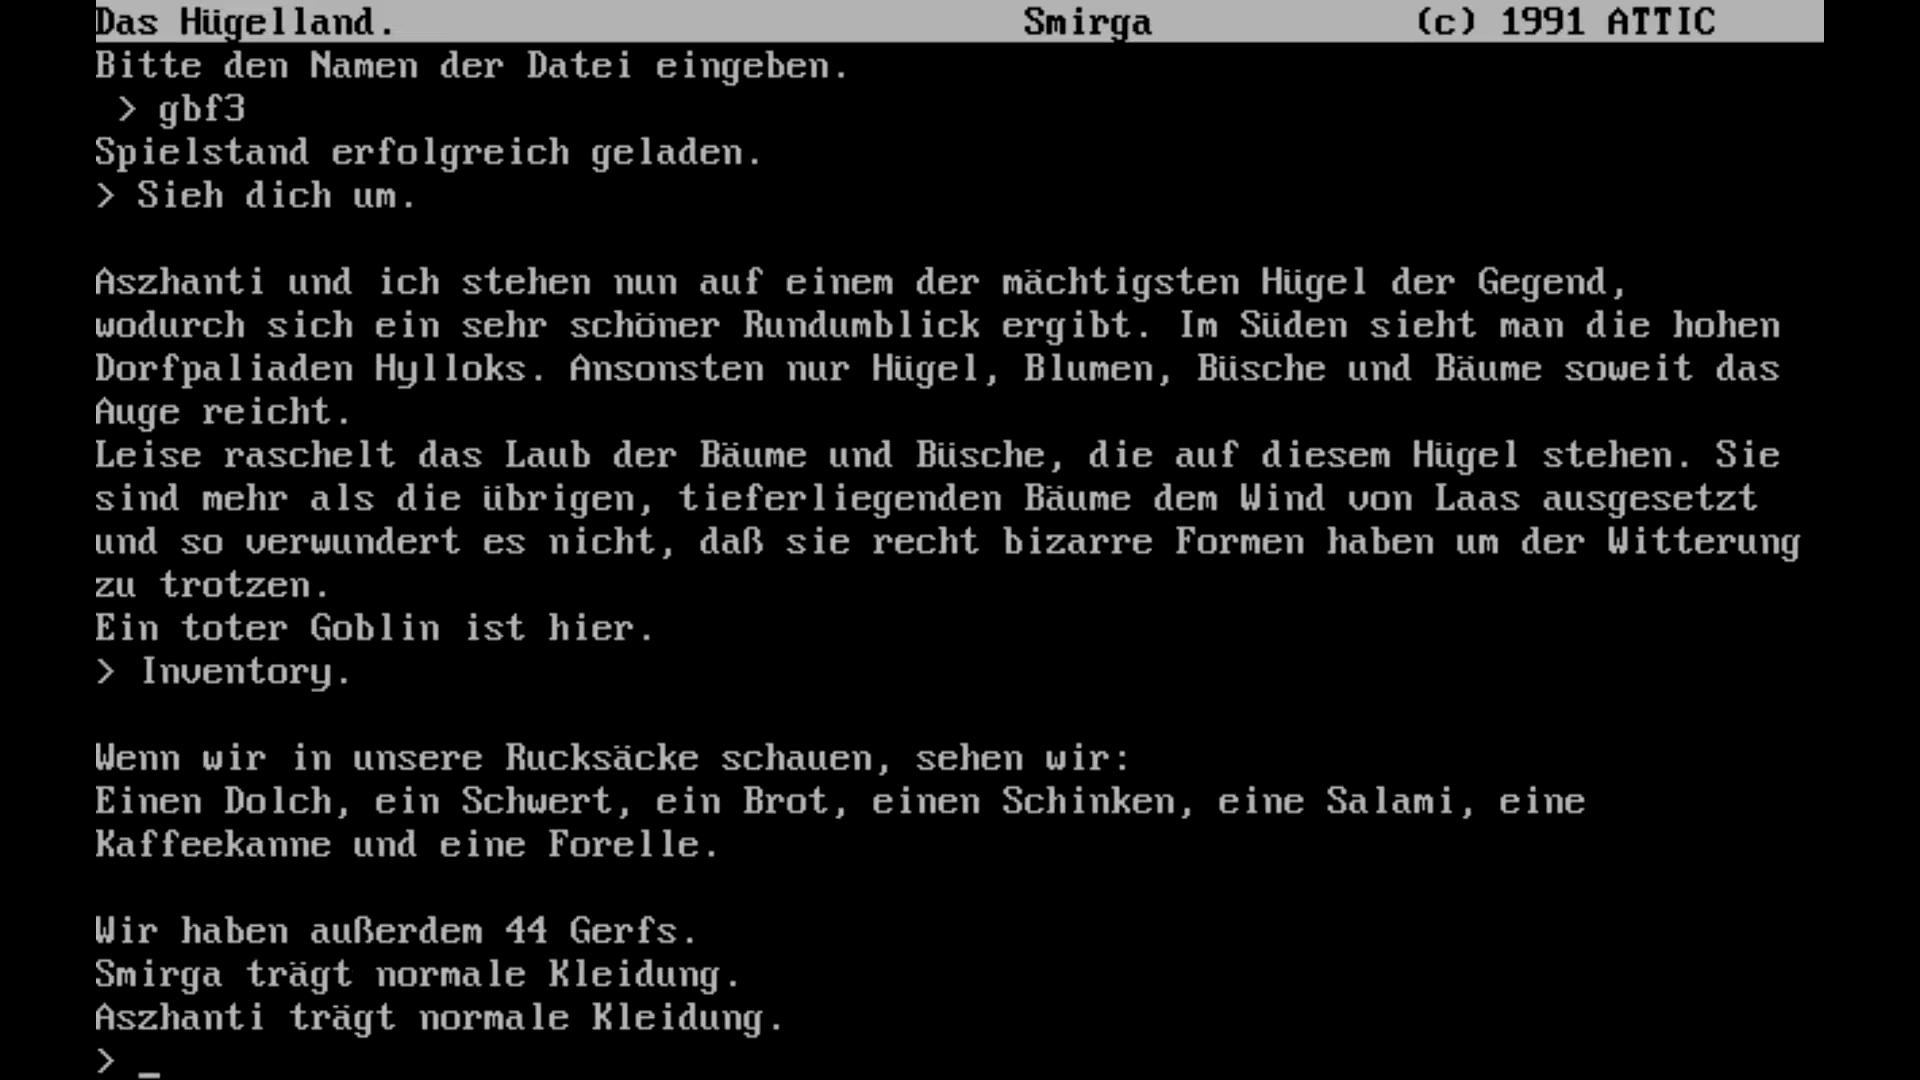 Das Hügelland. Smirga (c) 1991 ATTIC
Bitte den Namen der Datei eingeben.
> gbf3
Spielstand erfolgreich geladen.
> Sieh dich um.
Aszhanti und ich stehen nun auf einem der mächtigsten Hügel der Gegend,
wodurch sich ein sehr schöner Rundumblick ergibt. Im Süden sieht man die hohen
Dorfpaliaden Hylloks. Ansonsten nur Hügel, Blumen, Büsche und Bäume soweit das
Auge reicht.
Leise raschelt das Laub der Bäume und Büsche, die auf diesem Hügel stehen. Sie
sind mehr als die übrigen, tieferliegenden Bäume dem Wind von Laas ausgesetzt
und so verwundert es nicht, daß sie recht bizarre Formen haben um der Witterung
zu trotzen.
Ein toter Goblin ist hier.
> Inventory.
Wenn wir in unsere Rucksäcke schauen, sehen wir:
Einen Dolch, ein Schwert, ein Brot, einen Schinken, eine Salami, eine
Kaffeekanne und eine Forelle.
Wir haben außerdem 44 Gerfs.
Smirga trägt normale Kleidung.
Aszhanti trägt normale Kleidung.
> _